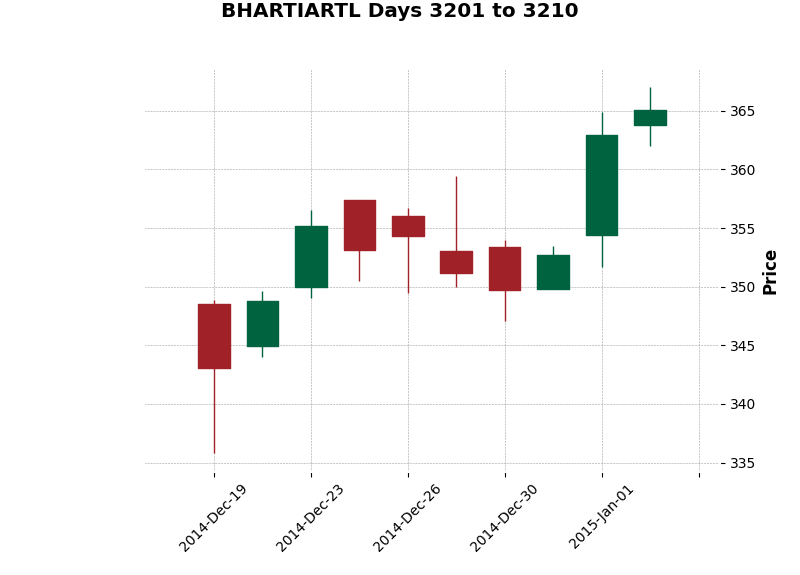 BHARTIARTL Days 3201 to 3210
365
360
355
350
345
340
335
Price
2014-Dec-19
2014-Dec-23
2014-Dec-26
2014-Dec-30
2015-Jan-01